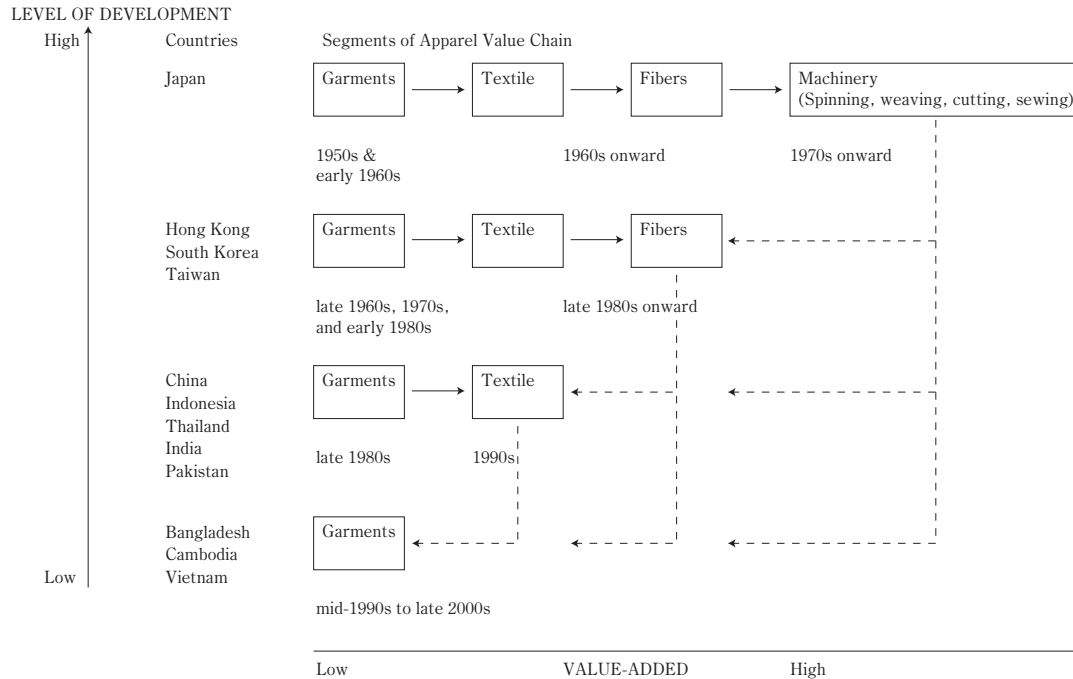 LEVEL OF DEVELOPMENT
High
Countries
Segments of Apparel Value Chain
Japan
Garments
Textile
Fibers
Machinery
(Spinning, weaving, cutting, sewing)
1950s &
early 1960s
1960s onward
1970s onward
Hong Kong
South Korea
Taiwan
Garments
Textile
Fibers
late 1960s, 1970s,
and early 1980s
late 1980s onward
China
Indonesia
Thailand
India
Pakistan
Garments
Textile
late 1980s
1990s
Bangladesh
Cambodia
Vietnam
Garments
Low
mid-1990s to late 2000s
Low
VALUE-ADDED
High